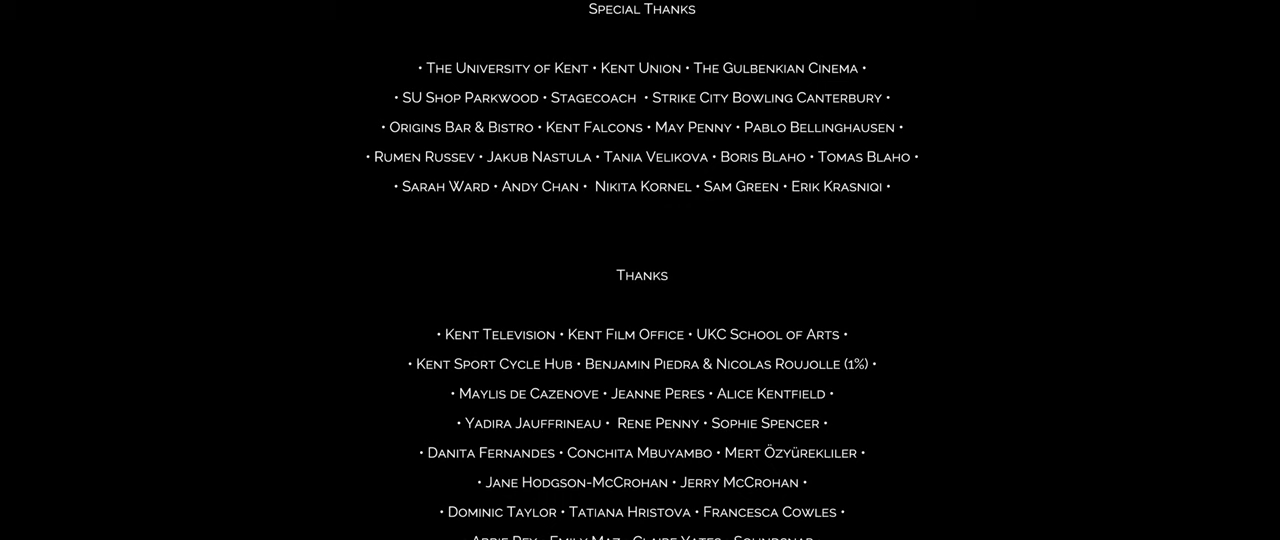 Special Thanks
• The University of Kent • Kent Union • The Gulbenkian Cinema •
• SU Shop Parkwood • Stagecoach • Strike City Bowling Canterbury •
• Origins Bar & Bistro • Kent Falcons • May Penny • Pablo Bellinghausen •
• Rumen Russev • Jakub Nastula • Tania Velikova • Boris Blaho • Tomas Blaho •
• Sarah Ward • Andy Chan • Nikita Kornel • Sam Green • Erik Krasniqi •
Thanks
• Kent Television • Kent Film Office • UKC School of Arts •
• Kent Sport Cycle Hub • Benjamin Piedra & Nicolas Roujolle (1%) •
• Maylis de Cazenove • Jeanne Peres • Alice Kentfield •
• Yadira Jauffrineau • Rene Penny • Sophie Spencer •
• Danita Fernandes • Conchita Mbuyambo • Mert Özyürekliler •
• Jane Hodgson-McCrohan • Jerry McCrohan •
• Dominic Taylor • Tatiana Hristova • Francesca Cowles •